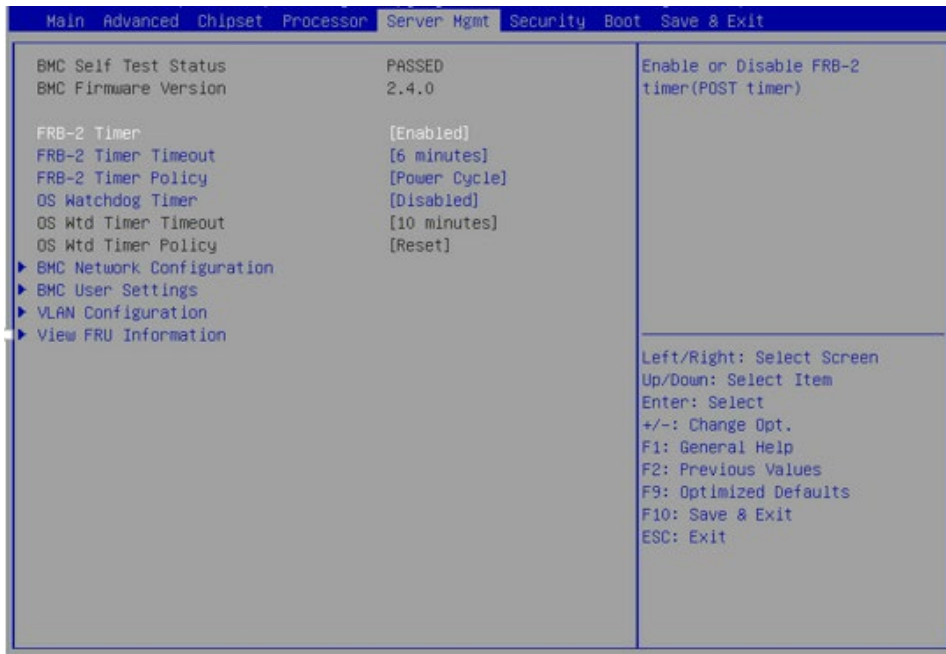 Main Advanced Chipset Processor Server Mgmt Security Boot Save & Exit
BMC Self Test Status PASSED
BMC Firmware Version 2.4.0
FRB-2 Timer [Enabled]
FRB-2 Timer Timeout [6 minutes]
FRB-2 Timer Policy [Power Cycle]
OS Watchdog Timer [Disabled]
OS Wtd Timer Timeout [10 minutes]
OS Wtd Timer Policy [Reset]
BMC Network Configuration
BMC User Settings
VLAN Configuration
View FRU Information
Enable or Disable FRB-2
timer(POST timer)
Left/Right: Select Screen
Up/Down: Select Item
Enter: Select
+/-: Change Opt.
F1: General Help
F2: Previous Values
F9: Optimized Defaults
F10: Save & Exit
ESC: Exit